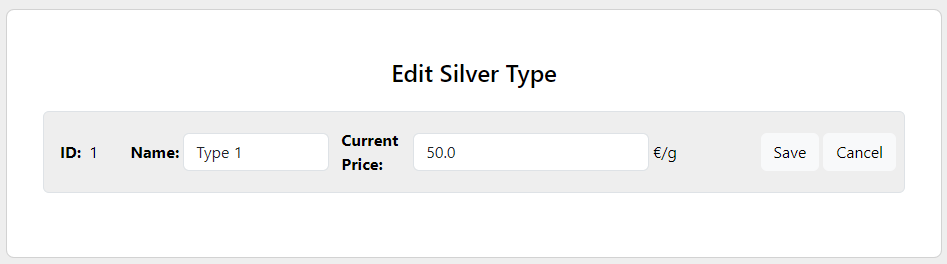 Edit Silver Type
ID: 1 Name: Type 1 Current Price: 50.0 €/g Save Cancel